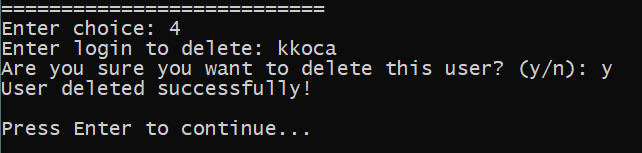 ===========================
Enter choice: 4
Enter login to delete: kkoca
Are you sure you want to delete this user? (y/n): y
User deleted successfully!
Press Enter to continue...